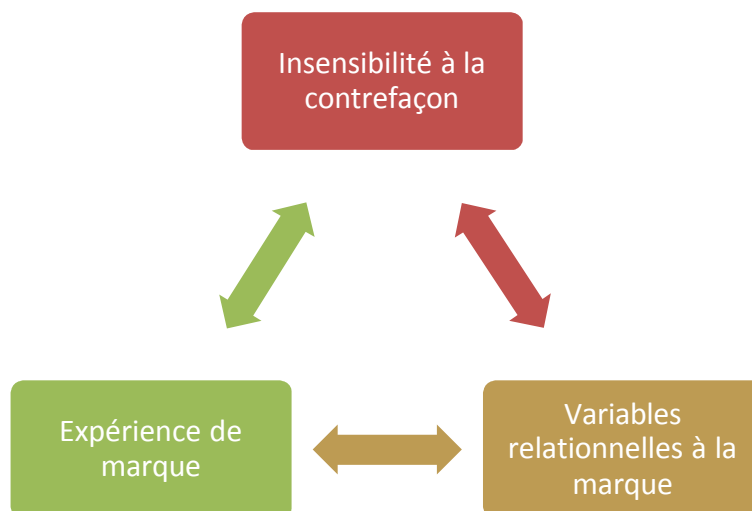 Insensibilité à la
contrefaçon
Expérience de
marque
Variables
relationnelles à la
marque